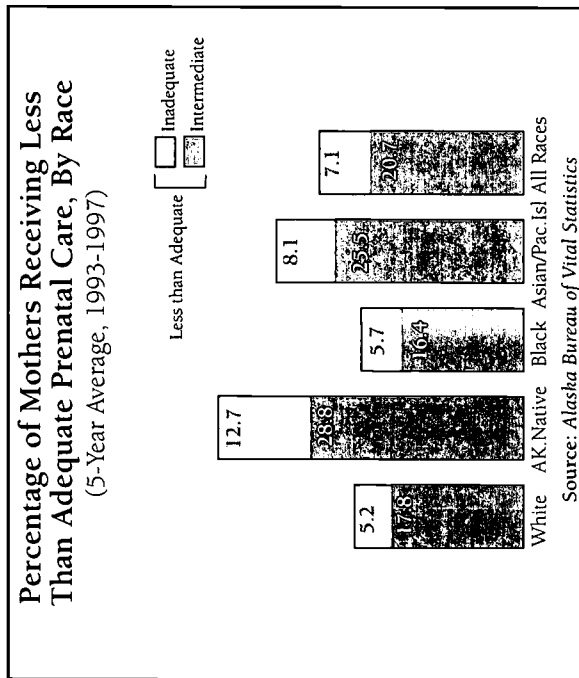 Percentage of Mothers Receiving Less
Than Adequate Prenatal Care, By Race
(5-Year Average, 1993-1997)
Less than Adequate
Inadequate
Intermediate
5.2
17.8
12.7
28.8
5.7
16.4
8.1
25.5
7.1
20.7
White AK.Native Black Asian/Pac.Isl All Races
Source: Alasha Bureau of Vital Statistics